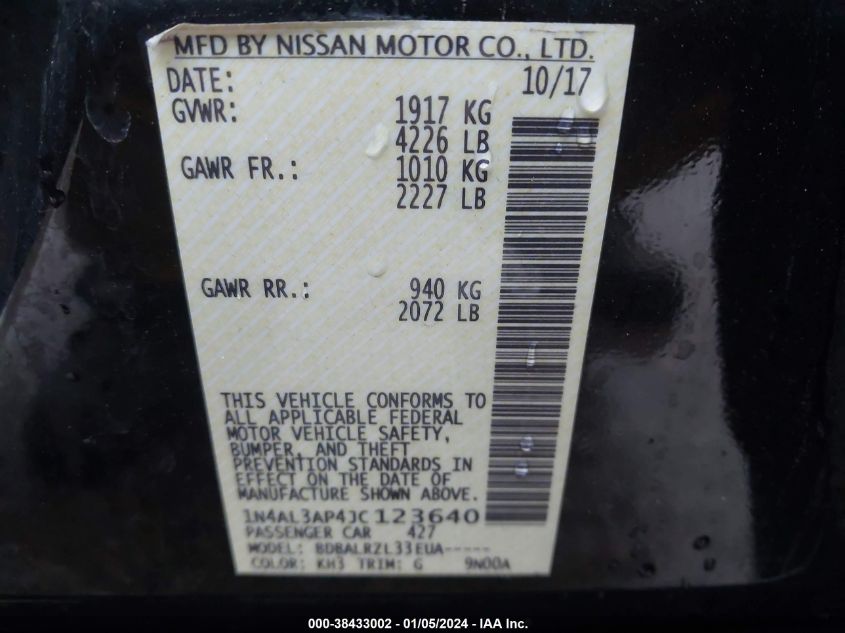 MFD BY NISSAN MOTOR CO., LTD.
DATE: 10/17
GVWR: 1917 KG
4226 LB
GAWR FR.: 1010 KG
2227 LB
GAWR RR.: 940 KG
2072 LB
THIS VEHICLE CONFORMS TO
ALL APPLICABLE FEDERAL
MOTOR VEHICLE SAFETY,
BUMPER, AND THEFT
PREVENTION STANDARDS IN
EFFECT ON THE DATE OF
MANUFACTURE SHOWN ABOVE.
1N4AL3AP4JC123640
PASSENGER CAR 427
MODEL: BDBALRZL33EUA-----
COLOR: KH3 TRIM: G 9N00A
000-38433002 - 01/05/2024 - IAA Inc.